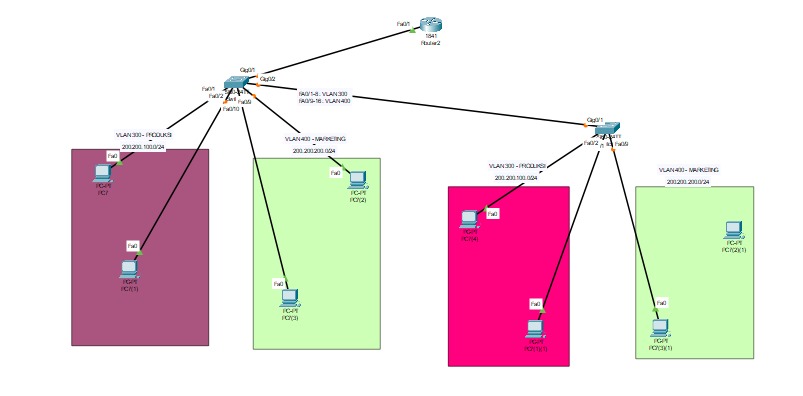 Fa0/1
1841
Router2
Gig0/1
Gig0/2
Fa0/1
Fa0/2
Fa0/9
Fa0/10
FA0/1-8 : VLAN 300
FA0/9-16 : VLAN 400
Gig0/1
Fa0/2
Fa0/9
VLAN 300 - PRODUKSI
200.200.100.0/24
Fa0
PC-PT
PC7
Fa0
PC-PT
PC7(1)
VLAN 400 - MARKETING
200.200.200.0/24
Fa0
PC-PT
PC7(2)
Fa0
PC-PT
PC7(3)
VLAN 300 - PRODUKSI
200.200.100.0/24
Fa0
PC-PT
PC7(4)
Fa0
PC-PT
VLAN 400 - MARKETING
200.200.200.0/24
PC-PT
PC7(2)(1)
Fa0
PC-PT
PC7(3)(1)